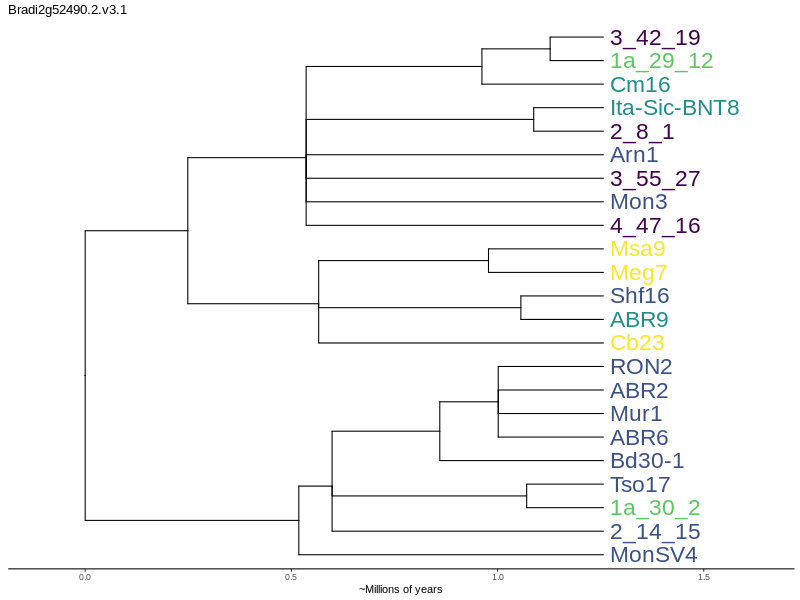 Bradi2g52490.2.v3.1
3_42_19
1a_29_12
Cm16
Ita-Sic-BNT8
2_8_1
Arn1
3_55_27
Mon3
4_47_16
Msa9
Meg7
Shf16
ABR9
Cb23
RON2
ABR2
Mur1
ABR6
Bd30-1
Tso17
1a_30_2
2_14_15
MonSV4
0.0 0.5 1.0 1.5
~Millions of years